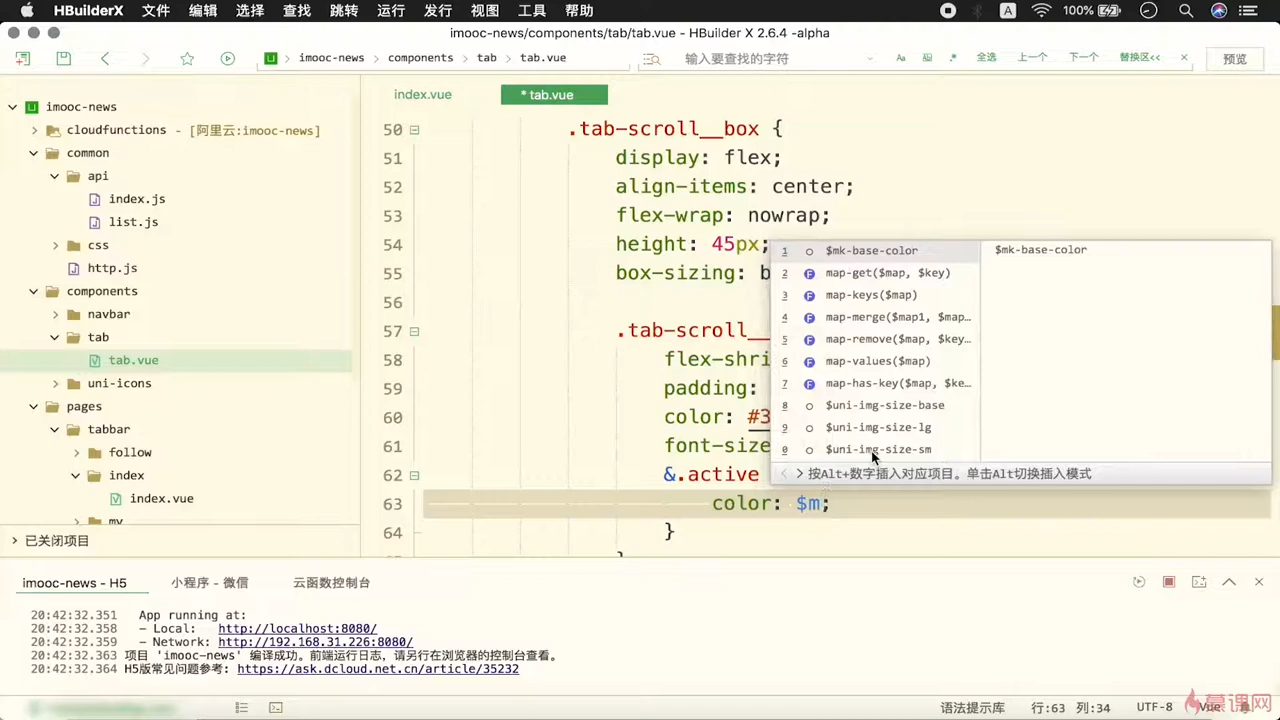 HBuilderX 文件 编辑 选择 查找 跳转 运行 发行 视图 工具 帮助 A 100%
imooc-news/components/tab/tab.vue - HBuilder X 2.6.4 -alpha
U imooc-news components tab tab.vue 输入要查找的字符 Aa .* 全选 上一个 下一个 替换区<< 预览
imooc-news
cloudfunctions - [阿里云:imooc-news]
common
api
index.js
list.js
css
http.js
components
navbar
tab
tab.vue
uni-icons
pages
tabbar
follow
index
index.vue
my
已关闭项目
index.vue * tab.vue
50 .tab-scroll__box {
51 display: flex;
52 align-items: center;
53 flex-wrap: nowrap;
54 height: 45px;
55 box-sizing: b
56
57 .tab-scroll__
58 flex-shri
59 padding:
60 color: #3
61 font-size
62 &.active
63 color: $m;
64 }
1 $mk-base-color
2 F map-get($map, $key)
3 F map-keys($map)
4 F map-merge($map1, $map…
5 F map-remove($map, $key…
6 F map-values($map)
7 F map-has-key($map, $ke…
8 $uni-img-size-base
9 $uni-img-size-lg
0 $uni-img-size-sm
$mk-base-color
按Alt+数字插入对应项目。单击Alt切换插入模式
imooc-news - H5 小程序 - 微信 云函数控制台
20:42:32.351 App running at:
20:42:32.358 - Local: http://localhost:8080/
20:42:32.359 - Network: http://192.168.31.226:8080/
20:42:32.363 项目 'imooc-news' 编译成功。前端运行日志，请另行在浏览器的控制台查看。
20:42:32.364 H5版常见问题参考: https://ask.dcloud.net.cn/article/35232
语法提示库 行:63 列:34 UTF-8 Vue
慕课网